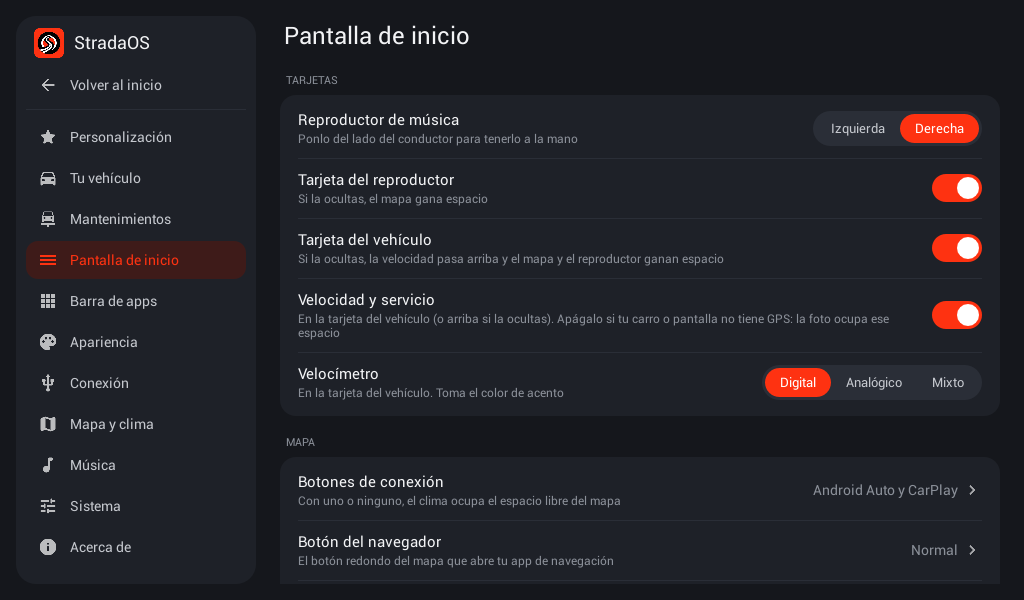 StradaOS
Volver al inicio
Personalización
Tu vehículo
Mantenimientos
Pantalla de inicio
Barra de apps
Apariencia
Conexión
Mapa y clima
Música
Sistema
Acerca de
Pantalla de inicio
TARJETAS
Reproductor de música
Ponlo del lado del conductor para tenerlo a la mano
Izquierda Derecha
Tarjeta del reproductor
Si la ocultas, el mapa gana espacio
Tarjeta del vehículo
Si la ocultas, la velocidad pasa arriba y el mapa y el reproductor ganan espacio
Velocidad y servicio
En la tarjeta del vehículo (o arriba si la ocultas). Apágalo si tu carro o pantalla no tiene GPS: la foto ocupa ese
espacio
Velocímetro
En la tarjeta del vehículo. Toma el color de acento
Digital Analógico Mixto
MAPA
Botones de conexión
Con uno o ninguno, el clima ocupa el espacio libre del mapa
Android Auto y CarPlay
Botón del navegador
El botón redondo del mapa que abre tu app de navegación
Normal